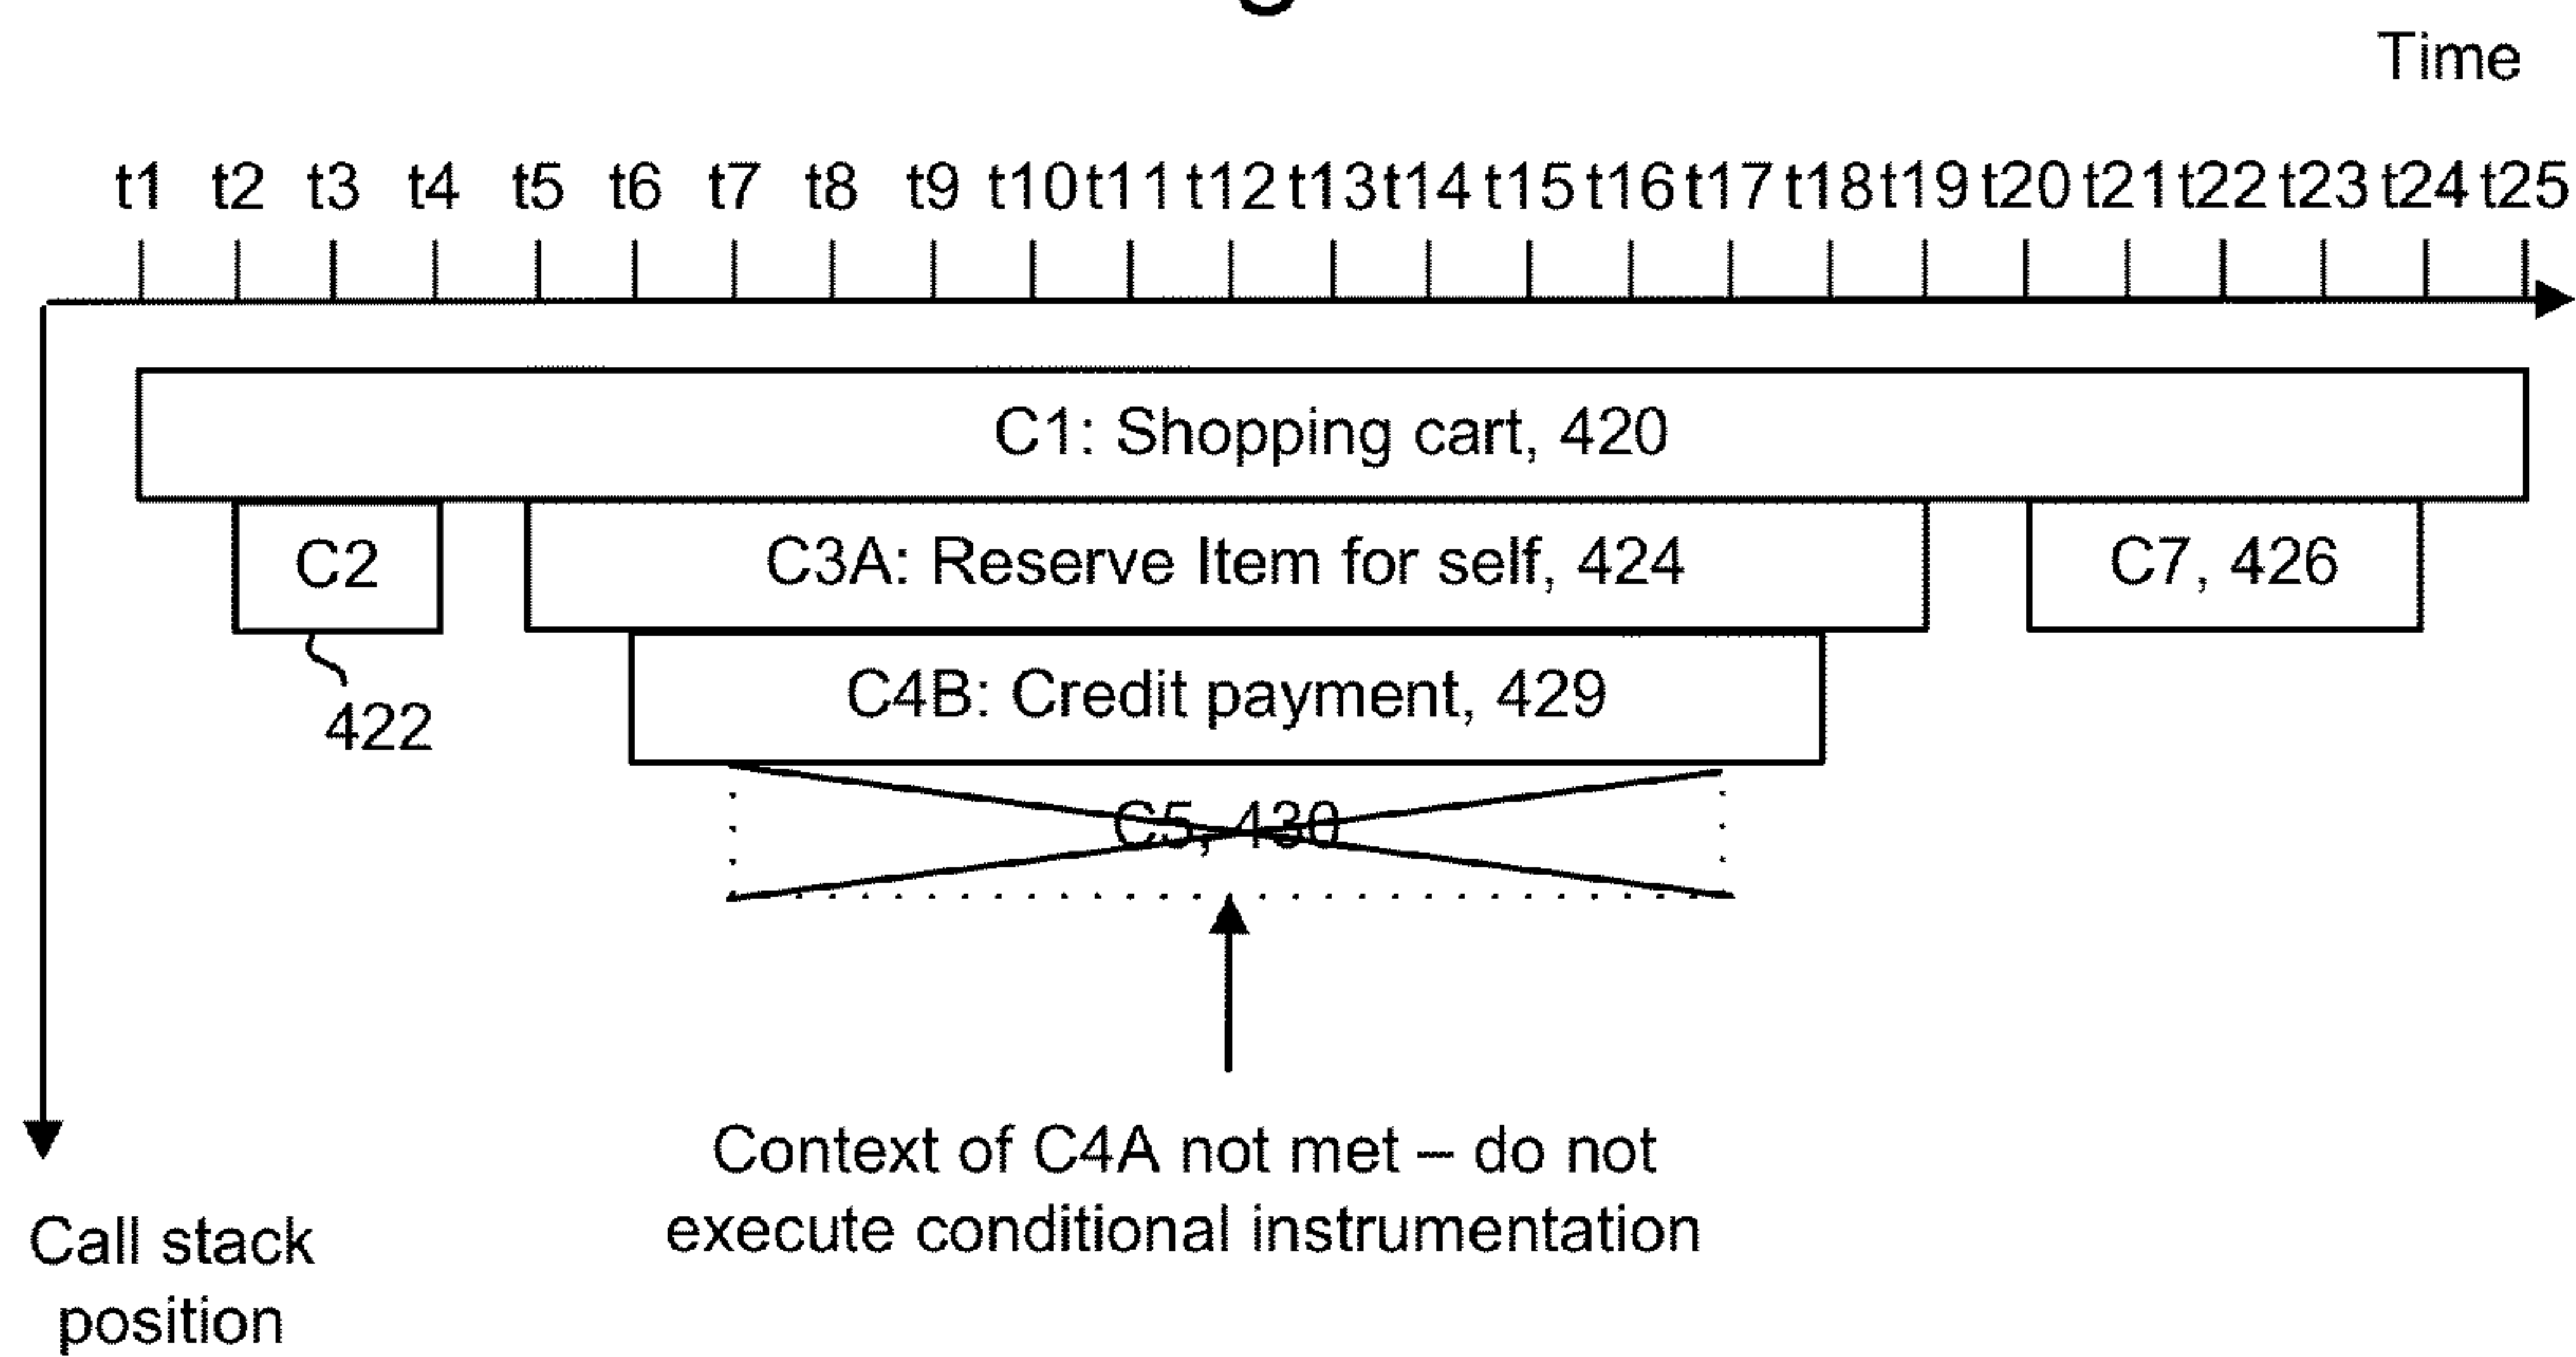 Time
t1 t2 t3 t4 t5 t6 t7 t8 t9 t10 t11 t12 t13 t14 t15 t16 t17 t18 t19 t20 t21 t22 t23 t24 t25
C1: Shopping cart, 420
C2
C3A: Reserve Item for self, 424
C7, 426
C4B: Credit payment, 429
422
C5, 430
Context of C4A not met – do not
execute conditional instrumentation
Call stack
position